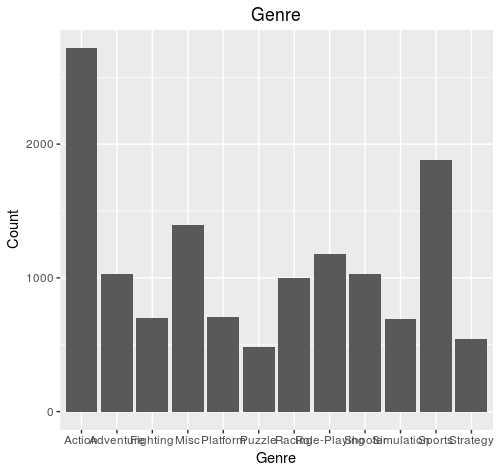 Genre
Count
2000
1000
0
Action Adventure Fighting Misc Platform Puzzle Racing Role-Playing Shooter Simulation Sports Strategy
Genre